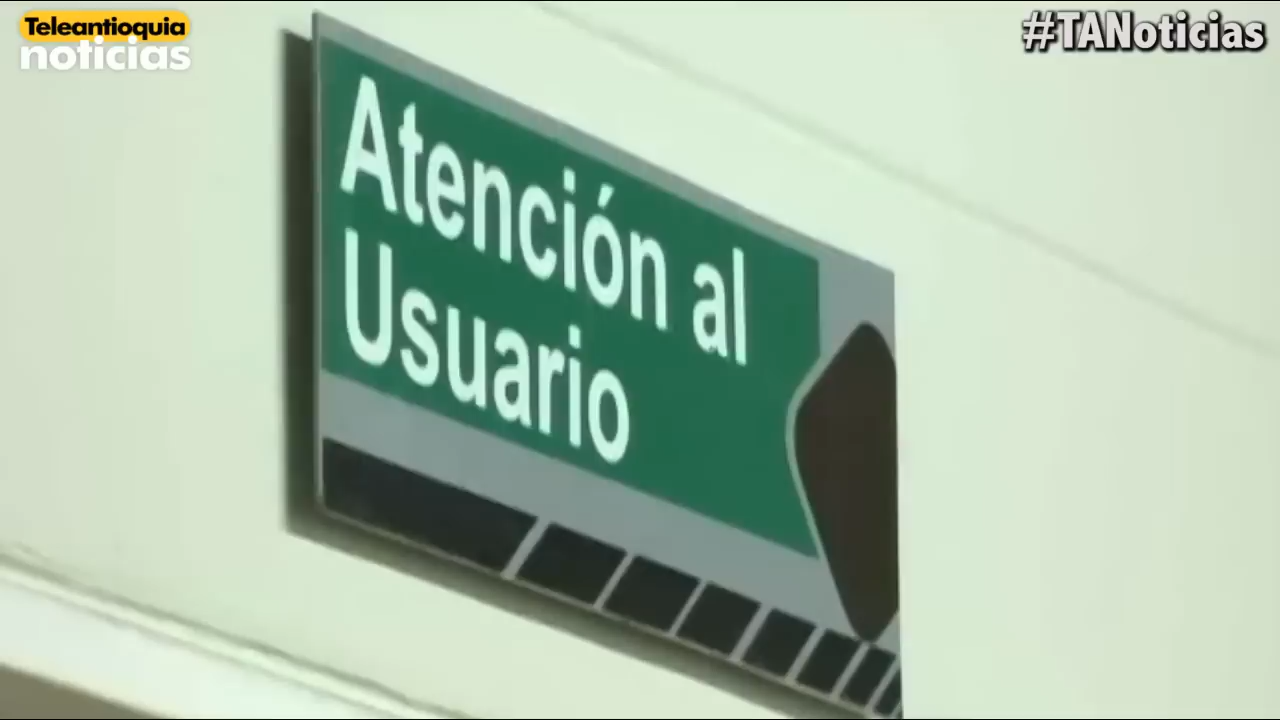 Teleantioquia
noticias
#TANoticias
Atención al
Usuario